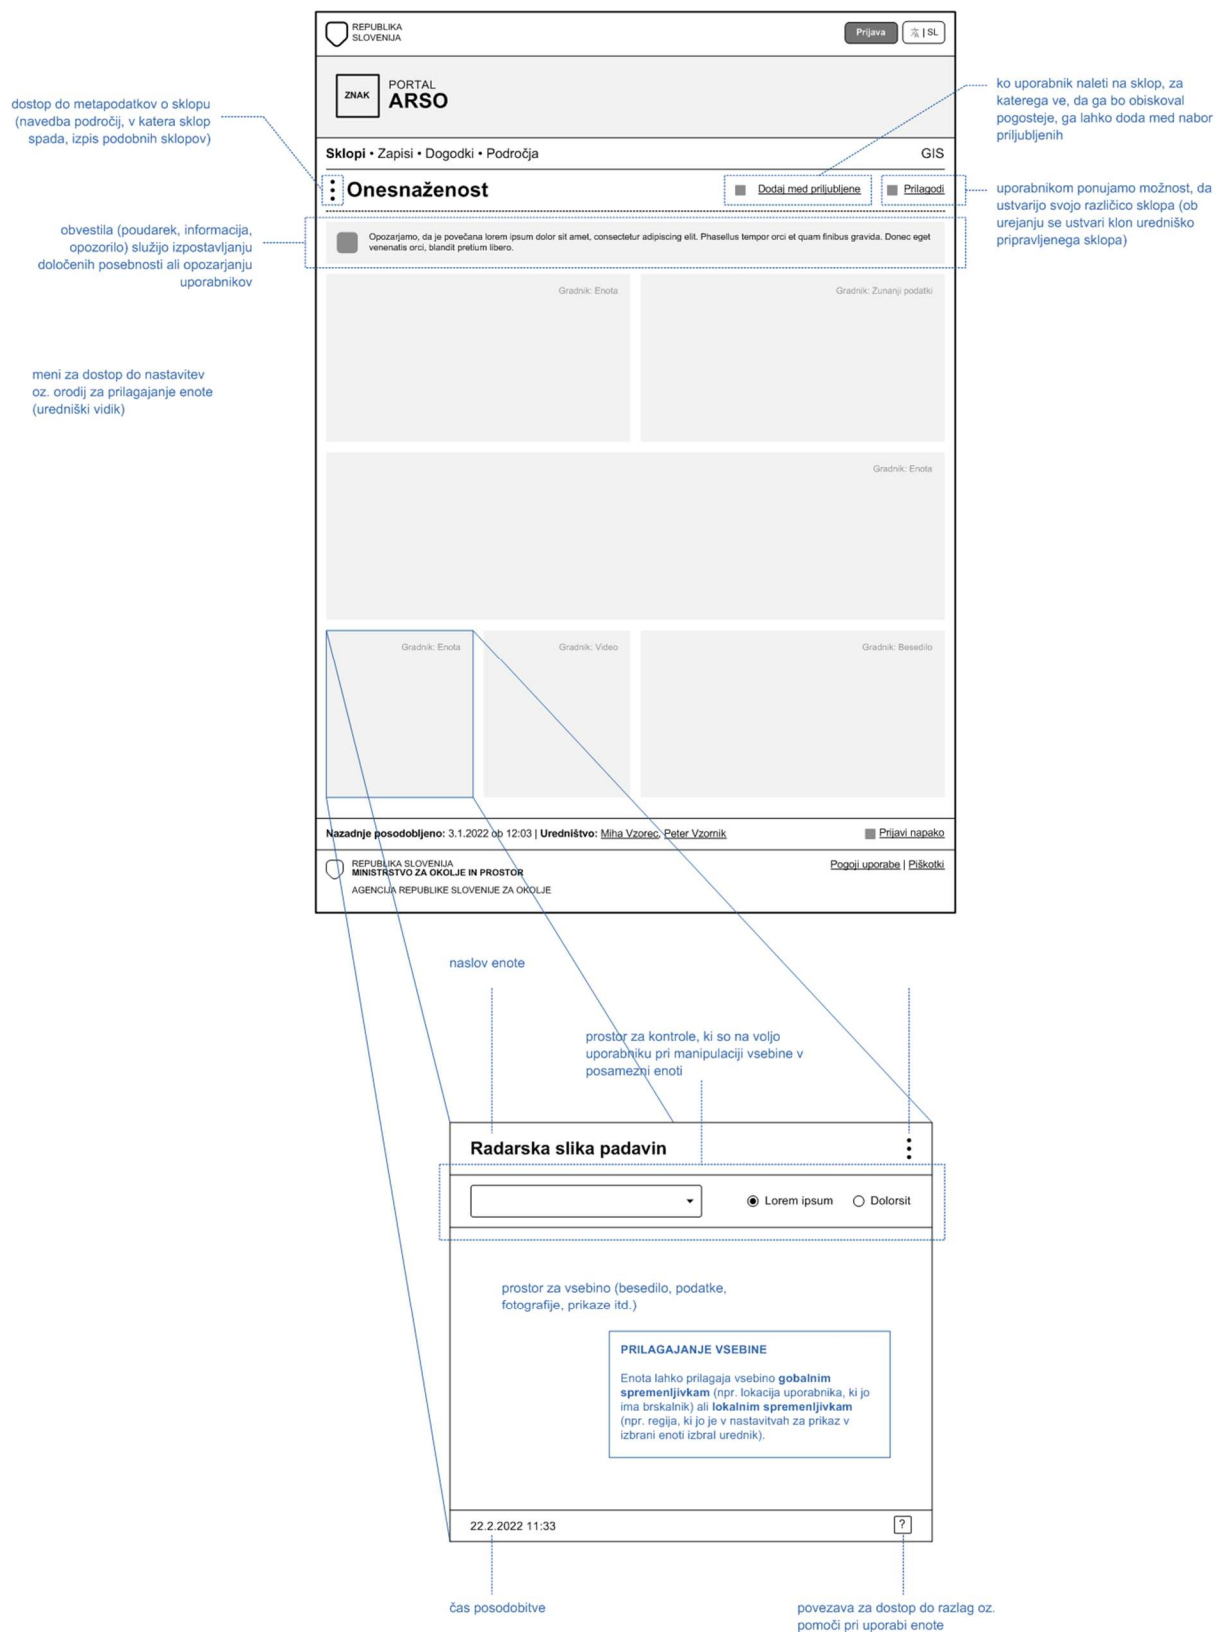 REPUBLIKA
SLOVENIJA
Prijava
文 | SL
ZNAK
PORTAL
ARSO
dostop do metapodatkov o sklopu
(navedba področij, v katera sklop
spada, izpis podobnih sklopov)
ko uporabnik naleti na sklop, za
katerega ve, da ga bo obiskoval
pogosteje, ga lahko doda med nabor
priljubljenih
Sklopi • Zapisi • Dogodki • Področja
GIS
Onesnaženost
Dodaj med priljubljene
Prilagodi
uporabnikom ponujamo možnost, da
ustvarijo svojo različico sklopa (ob
urejanju se ustvari klon uredniško
pripravljenega sklopa)
obvestila (poudarek, informacija,
opozorilo) služijo izpostavljanju
določenih posebnosti ali opozarjanju
uporabnikov
Opozarjamo, da je povečana lorem ipsum dolor sit amet, consectetur adipiscing elit. Phasellus tempor orci et quam finibus gravida. Donec eget
venenatis orci, blandit pretium libero.
Gradnik: Enota
Gradnik: Zunanji podatki
meni za dostop do nastavitev
oz. orodij za prilagajanje enote
(uredniški vidik)
Gradnik: Enota
Gradnik: Enota
Gradnik: Video
Gradnik: Besedilo
Nazadnje posodobljeno: 3.1.2022 ob 12:03 | Uredništvo: Miha Vzorec, Peter Vzornik
Prijavi napako
REPUBLIKA SLOVENIJA
MINISTRSTVO ZA OKOLJE IN PROSTOR
AGENCIJA REPUBLIKE SLOVENIJE ZA OKOLJE
Pogoji uporabe | Piškotki
naslov enote
prostor za kontrole, ki so na voljo
uporabniku pri manipulaciji vsebine v
posamezni enoti
Radarska slika padavin
Lorem ipsum
Dolorsit
prostor za vsebino (besedilo, podatke,
fotografije, prikaze itd.)
PRILAGAJANJE VSEBINE
Enota lahko prilagaja vsebino gobalnim
spremenljivkam (npr. lokacija uporabnika, ki jo
ima brskalnik) ali lokalnim spremenljivkam
(npr. regija, ki jo je v nastavitvah za prikaz v
izbrani enoti izbral urednik).
22.2.2022 11:33
?
čas posodobitve
povezava za dostop do razlag oz.
pomoči pri uporabi enote